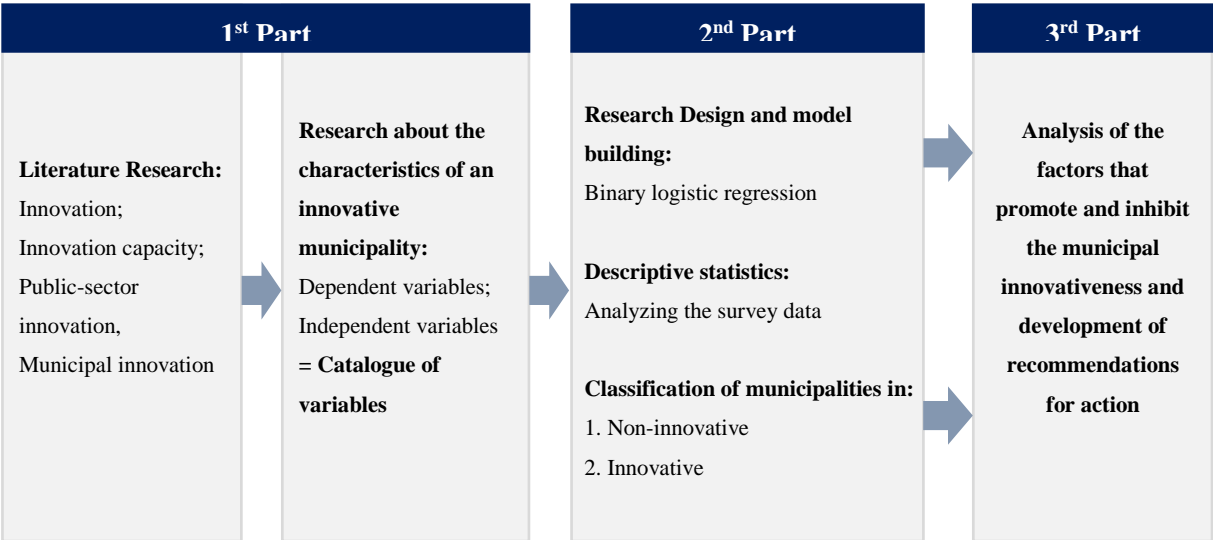 1st Part
Literature Research:
Innovation;
Innovation capacity;
Public-sector
innovation,
Municipal innovation
Research about the
characteristics of an
innovative
municipality:
Dependent variables;
Independent variables
= Catalogue of
variables
2nd Part
Research Design and model
building:
Binary logistic regression
Descriptive statistics:
Analyzing the survey data
Classification of municipalities in:
1. Non-innovative
2. Innovative
3rd Part
Analysis of the
factors that
promote and inhibit
the municipal
innovativeness and
development of
recommendations
for action